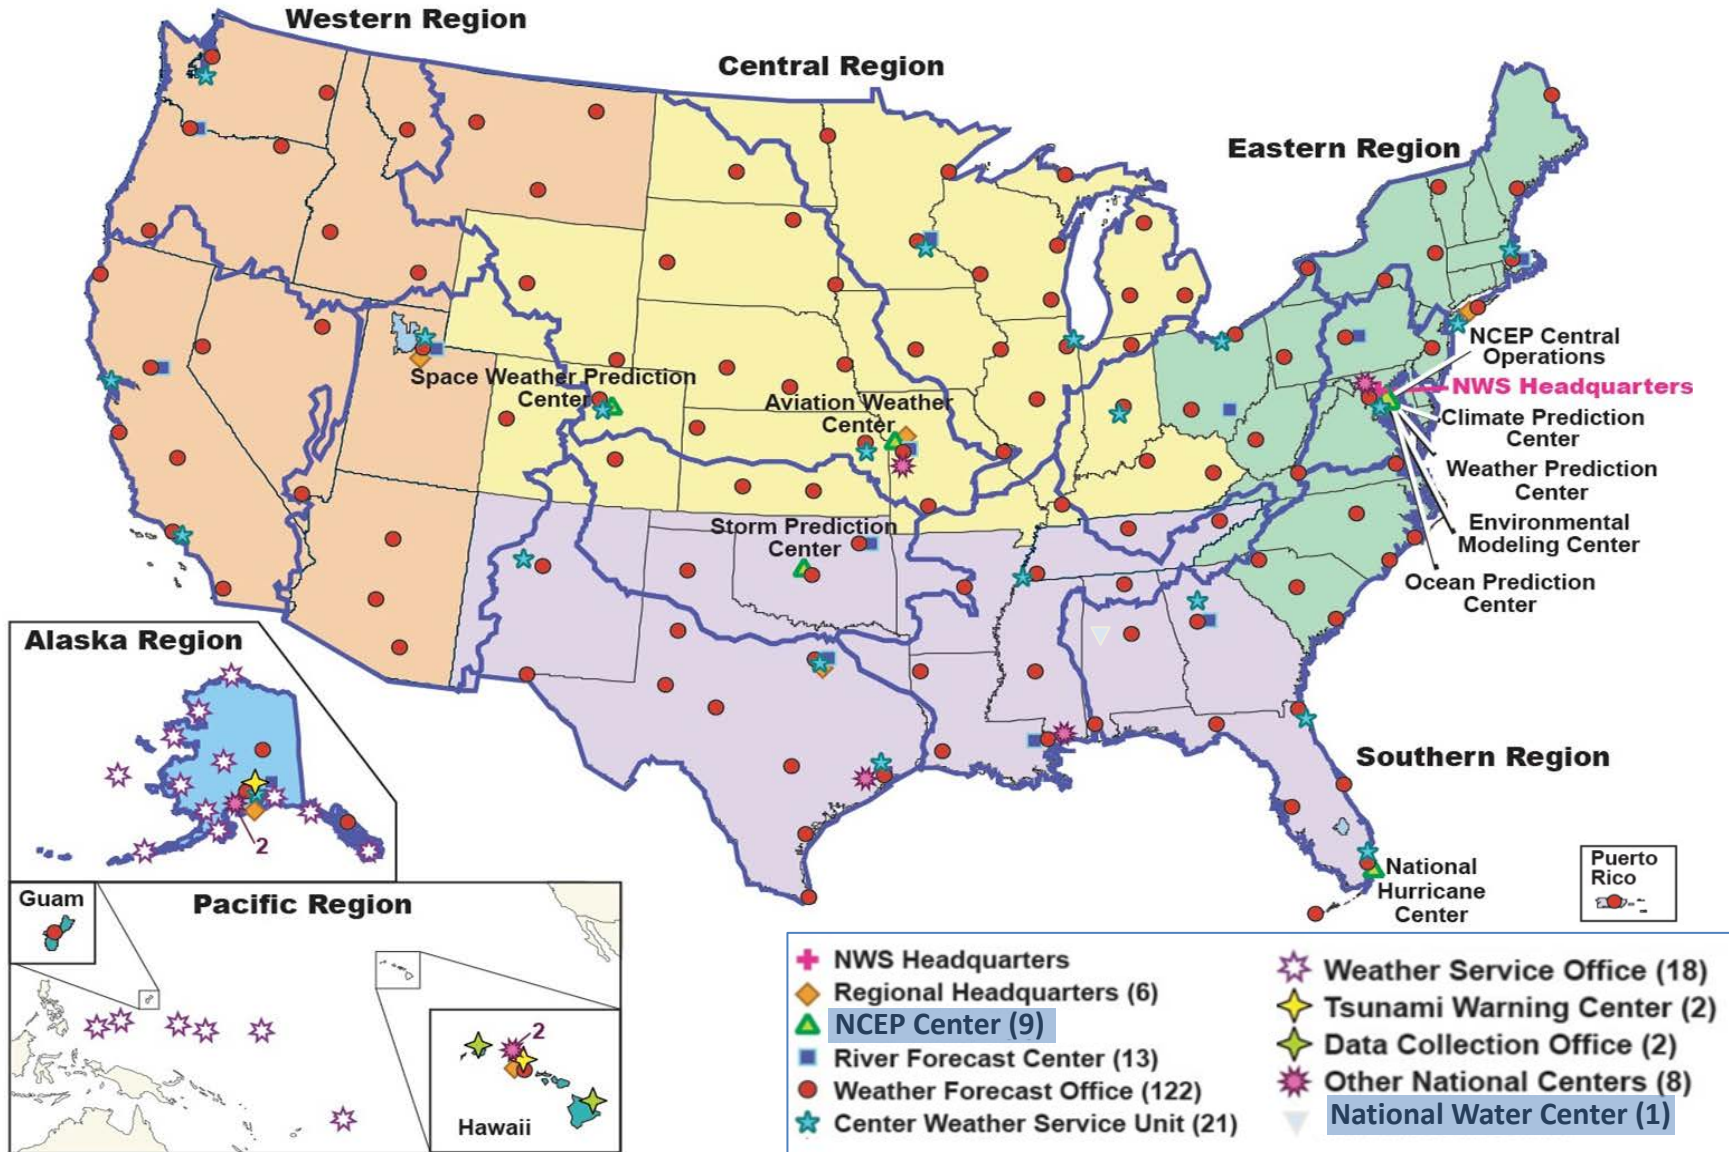 Western Region
Central Region
Eastern Region
NCEP Central
Operations
NWS Headquarters
Space Weather Prediction
Center
Aviation Weather
Center
Climate Prediction
Center
Weather Prediction
Center
Storm Prediction
Center
Environmental
Modeling Center
Ocean Prediction
Center
Alaska Region
2
Southern Region
National
Hurricane
Center
Puerto
Rico
Guam
Pacific Region
2
Hawaii
NWS Headquarters
Regional Headquarters (6)
NCEP Center (9)
River Forecast Center (13)
Weather Forecast Office (122)
Center Weather Service Unit (21)
Weather Service Office (18)
Tsunami Warning Center (2)
Data Collection Office (2)
Other National Centers (8)
National Water Center (1)